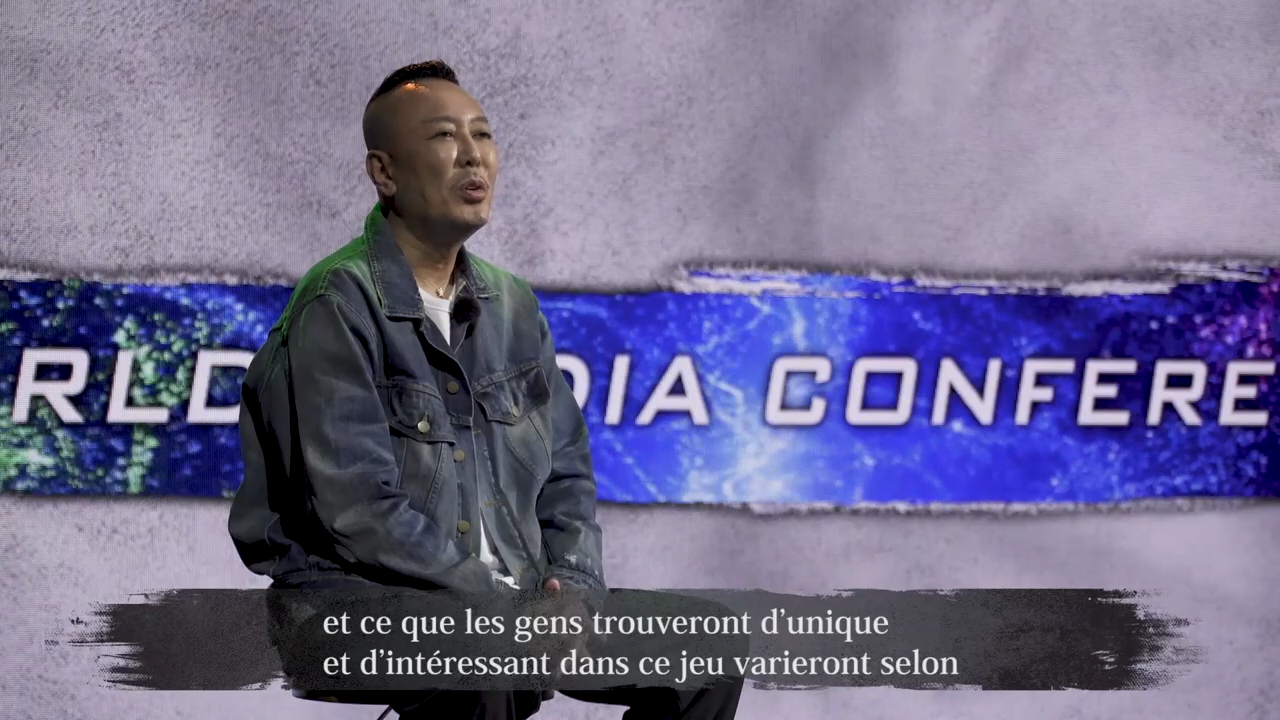 RLD DIA CONFERE
et ce que les gens trouveront d'unique
et d'intéressant dans ce jeu varieront selon